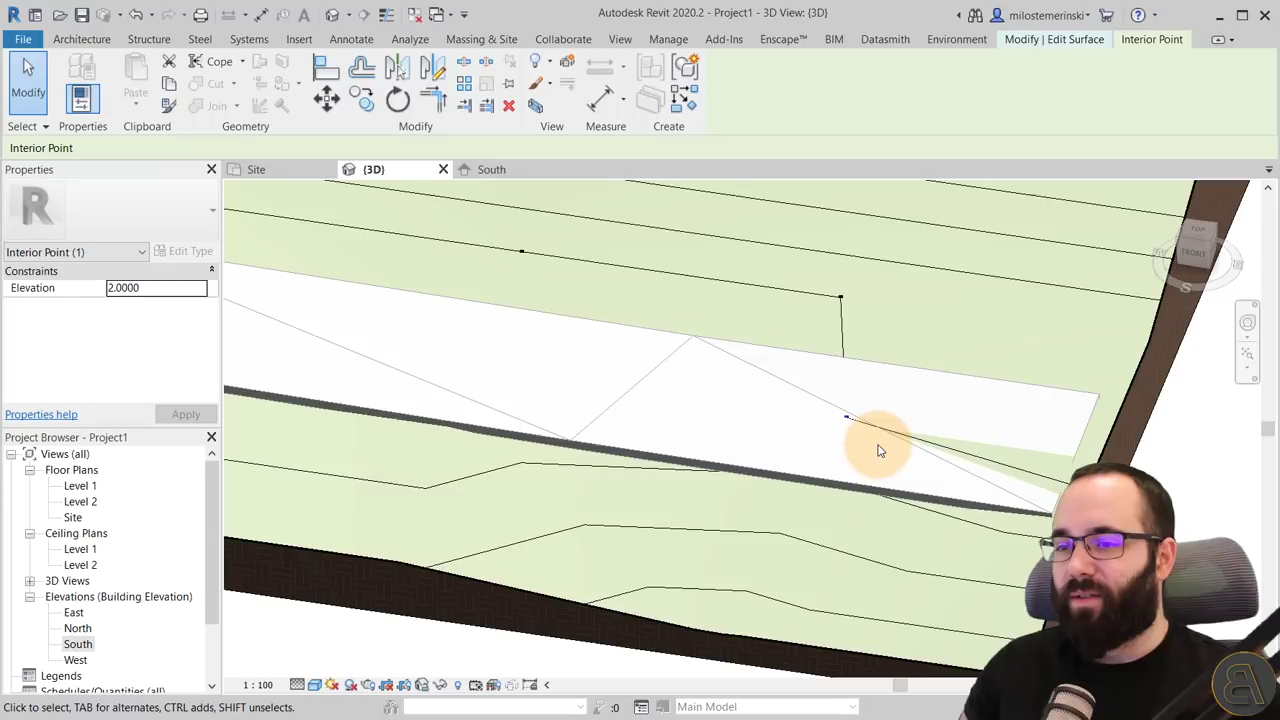 Autodesk Revit 2020.2 - Project1 - 3D View: {3D}
milostemerinski
File
Architecture
Structure
Steel
Systems
Insert
Annotate
Analyze
Massing & Site
Collaborate
View
Manage
Add-Ins
Enscape™
BIM
Datasmith
Environment
Modify | Edit Surface
Interior Point
Modify
Paste
Cope
Cut
Join
Select
Properties
Clipboard
Geometry
Modify
View
Measure
Create
Interior Point
Properties
Site
{3D}
South
R
Interior Point (1)
Edit Type
Constraints
Elevation
2.0000
TOP
FRONT
S
Properties help
Apply
Project Browser - Project1
Views (all)
Floor Plans
Level 1
Level 2
Site
Ceiling Plans
Level 1
Level 2
3D Views
Elevations (Building Elevation)
East
North
South
West
Legends
Schedules/Quantities (all)
1 : 100
Click to select, TAB for alternates, CTRL adds, SHIFT unselects.
:0
Main Model